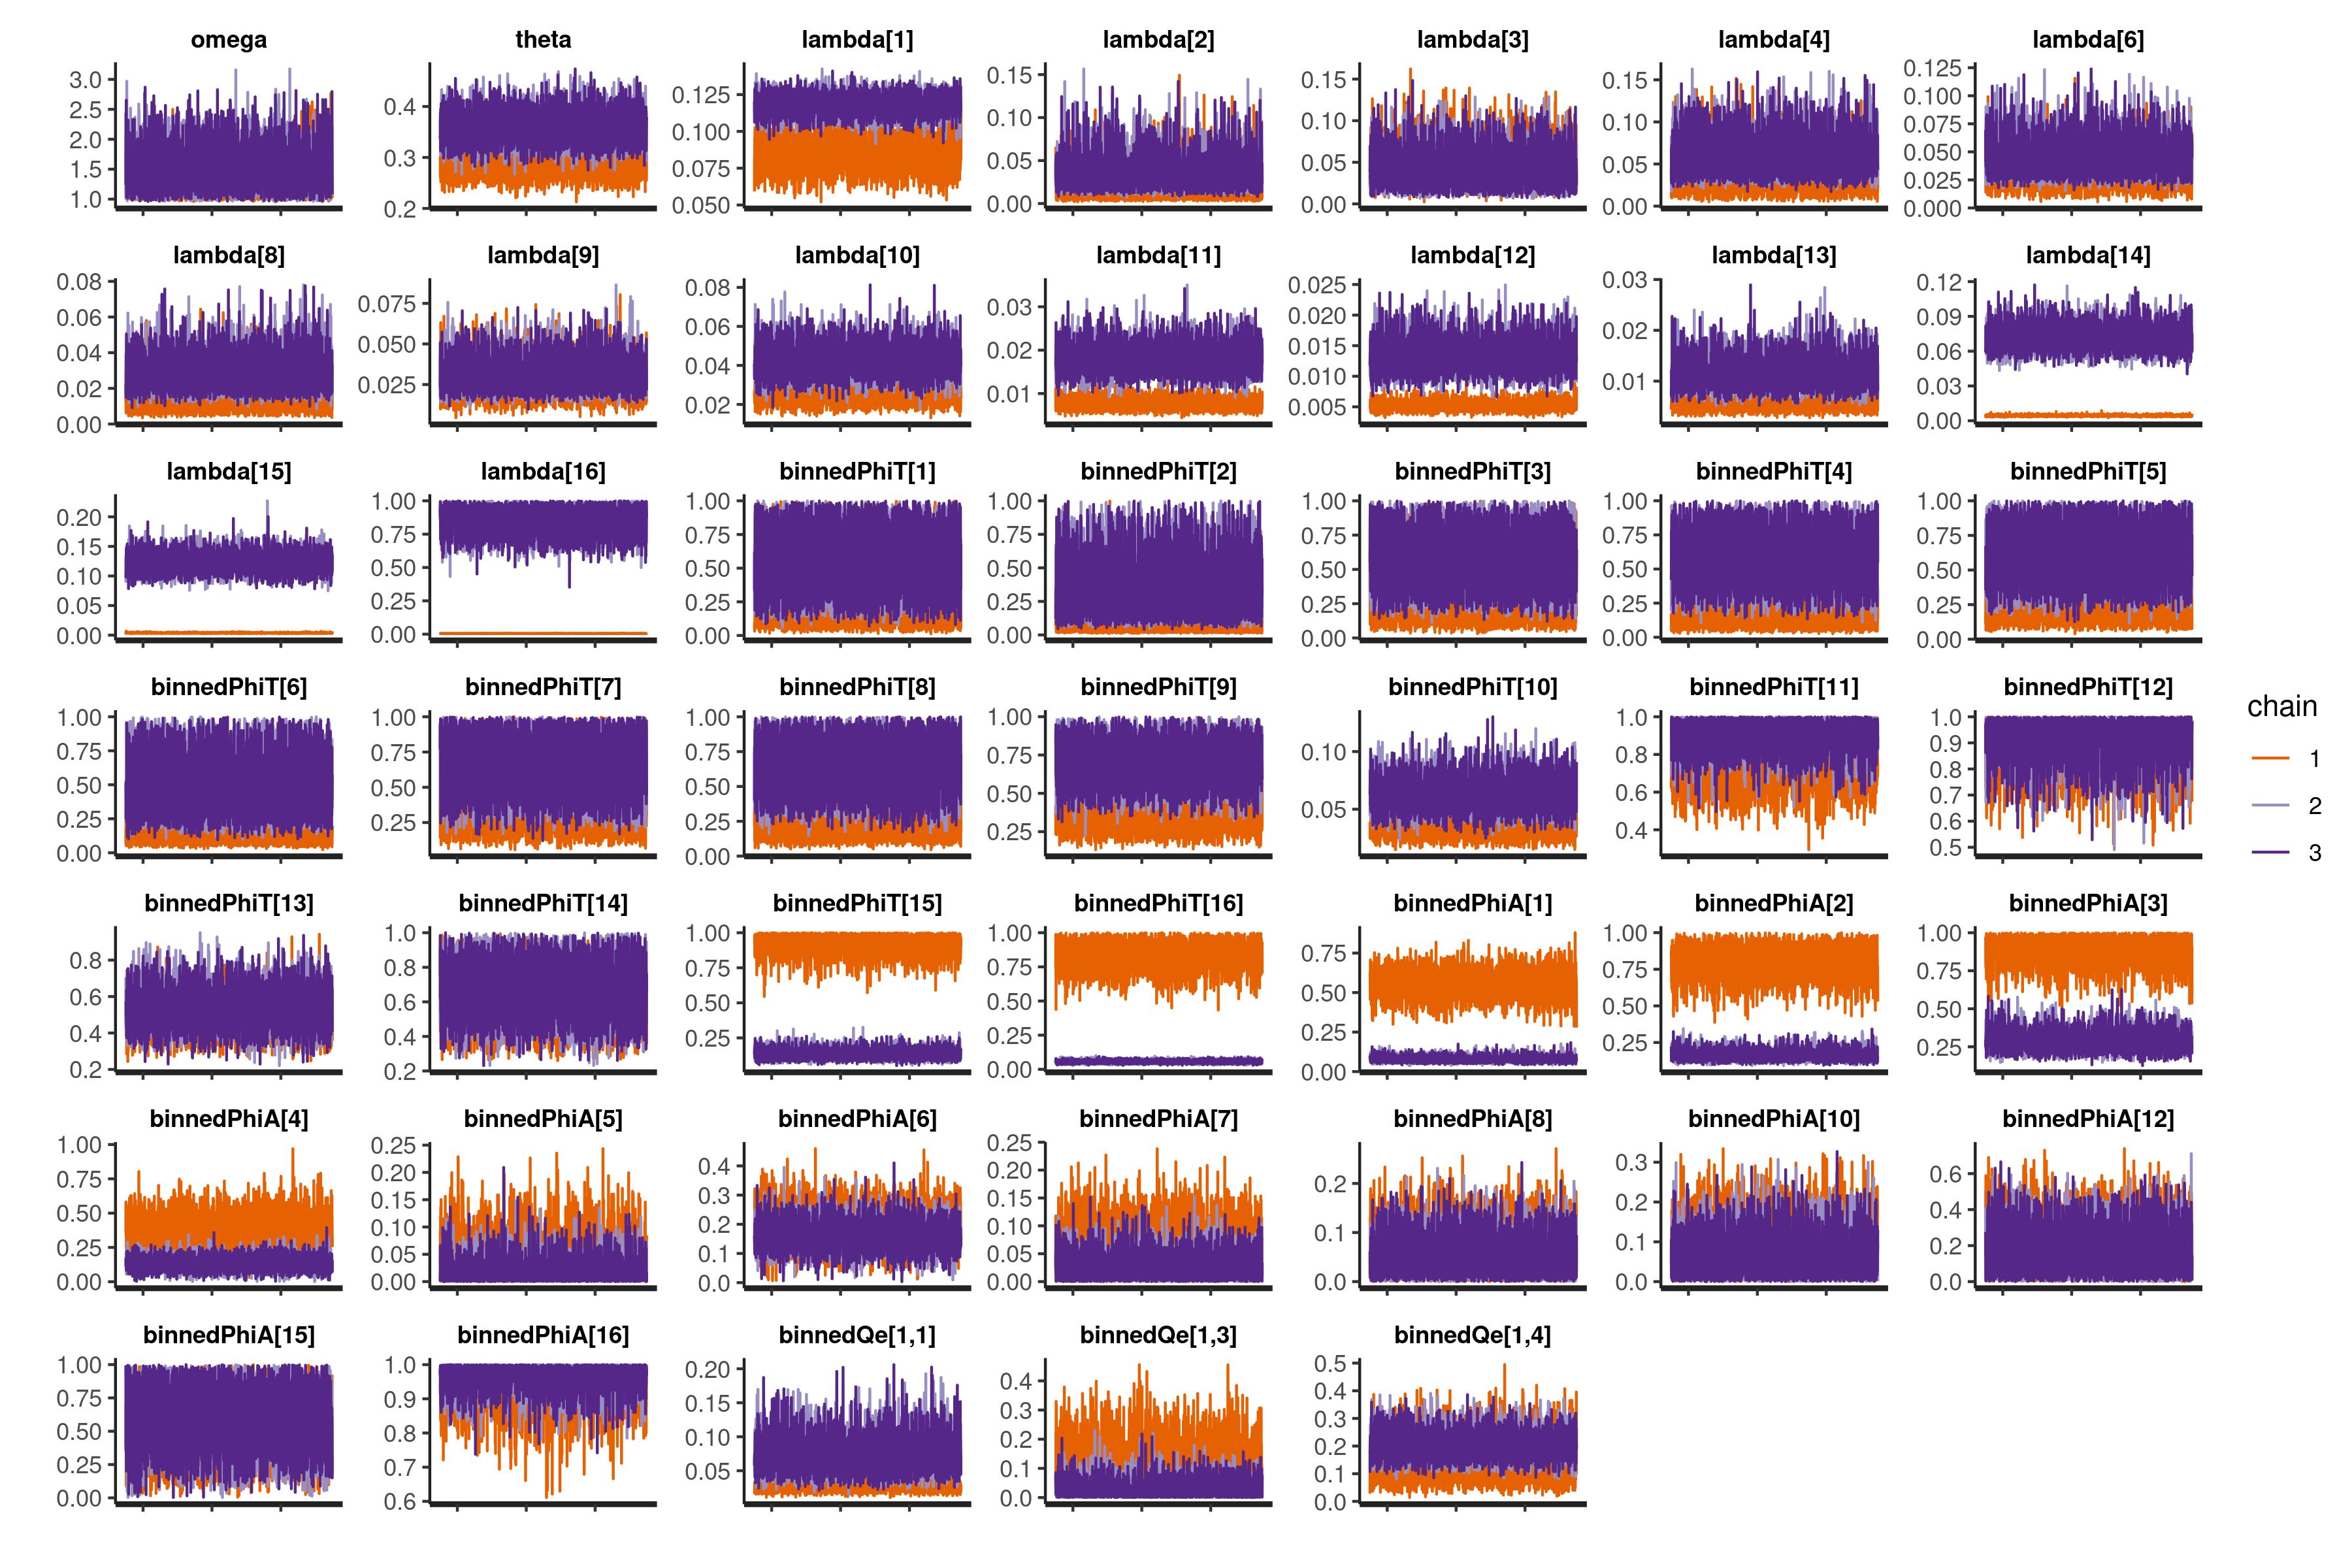 omega theta lambda[1] lambda[2] lambda[3] lambda[4] lambda[6]
3.0 2.5 2.0 1.5 1.0
0.4 0.3 0.2
0.125 0.100 0.075 0.050
0.15 0.10 0.05 0.00
0.15 0.10 0.05 0.00
0.15 0.10 0.05 0.00
0.125 0.100 0.075 0.050 0.025 0.000
lambda[8] lambda[9] lambda[10] lambda[11] lambda[12] lambda[13] lambda[14]
0.08 0.06 0.04 0.02 0.00
0.075 0.050 0.025
0.08 0.06 0.04 0.02
0.03 0.02 0.01
0.025 0.020 0.015 0.010 0.005
0.03 0.02 0.01
0.12 0.09 0.06 0.03 0.00
lambda[15] lambda[16] binnedPhiT[1] binnedPhiT[2] binnedPhiT[3] binnedPhiT[4] binnedPhiT[5]
0.20 0.15 0.10 0.05 0.00
1.00 0.75 0.50 0.25 0.00
1.00 0.75 0.50 0.25 0.00
1.00 0.75 0.50 0.25 0.00
1.00 0.75 0.50 0.25 0.00
1.00 0.75 0.50 0.25 0.00
1.00 0.75 0.50 0.25 0.00
binnedPhiT[6] binnedPhiT[7] binnedPhiT[8] binnedPhiT[9] binnedPhiT[10] binnedPhiT[11] binnedPhiT[12]
1.00 0.75 0.50 0.25 0.00
1.00 0.75 0.50 0.25
1.00 0.75 0.50 0.25 0.00
1.00 0.75 0.50 0.25
0.10 0.05
1.0 0.8 0.6 0.4
1.0 0.9 0.8 0.7 0.6 0.5
chain
1
2
3
binnedPhiT[13] binnedPhiT[14] binnedPhiT[15] binnedPhiT[16] binnedPhiA[1] binnedPhiA[2] binnedPhiA[3]
0.8 0.6 0.4 0.2
1.0 0.8 0.6 0.4 0.2
1.00 0.75 0.50 0.25
1.00 0.75 0.50 0.25 0.00
0.75 0.50 0.25 0.00
1.00 0.75 0.50 0.25
1.00 0.75 0.50 0.25
binnedPhiA[4] binnedPhiA[5] binnedPhiA[6] binnedPhiA[7] binnedPhiA[8] binnedPhiA[10] binnedPhiA[12]
1.00 0.75 0.50 0.25 0.00
0.25 0.20 0.15 0.10 0.05 0.00
0.4 0.3 0.2 0.1 0.0
0.25 0.20 0.15 0.10 0.05 0.00
0.2 0.1 0.0
0.3 0.2 0.1 0.0
0.6 0.4 0.2 0.0
binnedPhiA[15] binnedPhiA[16] binnedQe[1,1] binnedQe[1,3] binnedQe[1,4]
1.00 0.75 0.50 0.25 0.00
1.0 0.9 0.8 0.7 0.6
0.20 0.15 0.10 0.05
0.4 0.3 0.2 0.1 0.0
0.5 0.4 0.3 0.2 0.1 0.0